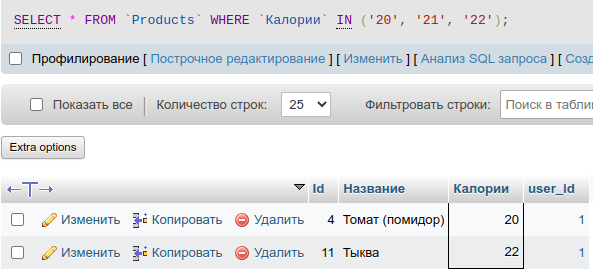 SELECT * FROM `Products` WHERE `Калории` IN ('20', '21', '22');
Профилирование [ Построчное редактирование ] [ Изменить ] [ Анализ SQL запроса ] [ Созд
Показать все Количество строк: 25 Фильтровать строки: Поиск в таблі
Extra options
←T→ Id Название Калории user_id
Изменить Копировать Удалить 4 Томат (помидор) 20 1
Изменить Копировать Удалить 11 Тыква 22 1